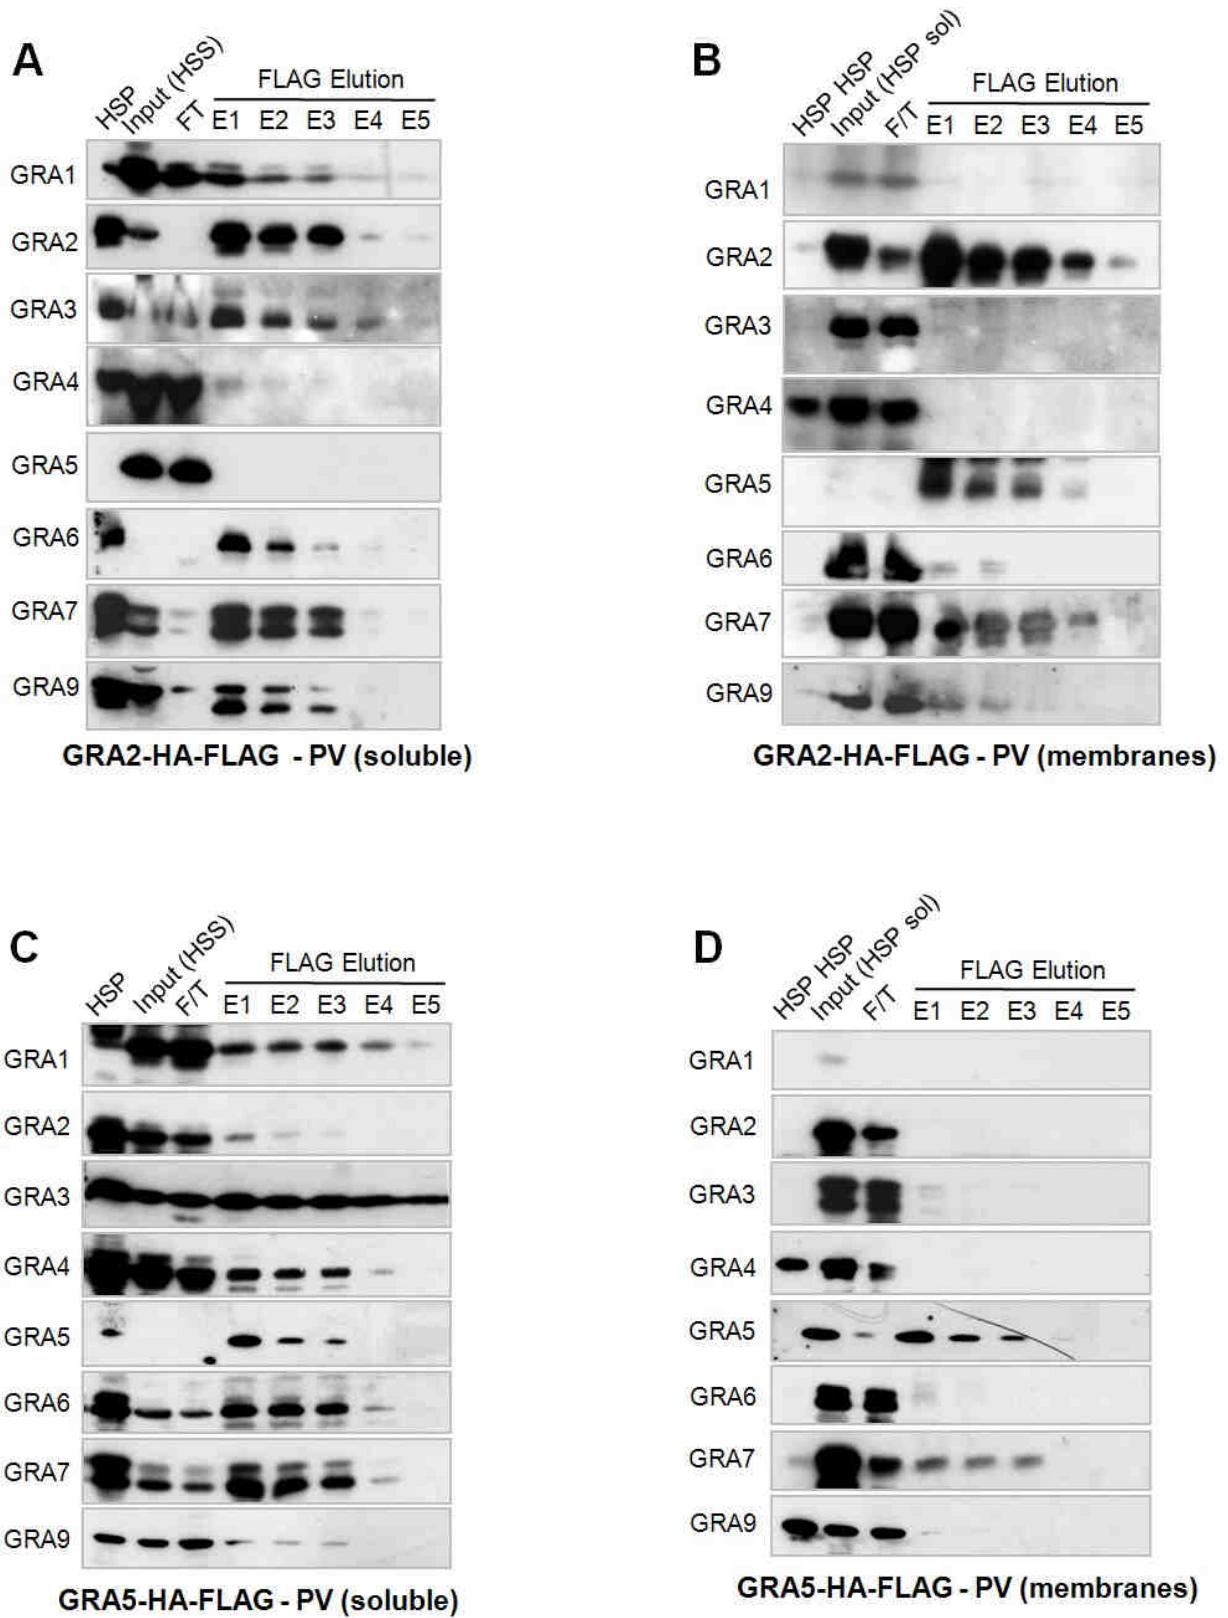 A
HSP Input (HSS) FT
FLAG Elution
E1 E2 E3 E4 E5
GRA1
GRA2
GRA3
GRA4
GRA5
GRA6
GRA7
GRA9
GRA2-HA-FLAG - PV (soluble)
B
HSP HSP Input (HSP sol) F/T
FLAG Elution
E1 E2 E3 E4 E5
GRA1
GRA2
GRA3
GRA4
GRA5
GRA6
GRA7
GRA9
GRA2-HA-FLAG - PV (membranes)
C
HSP Input (HSS) F/T
FLAG Elution
E1 E2 E3 E4 E5
GRA1
GRA2
GRA3
GRA4
GRA5
GRA6
GRA7
GRA9
GRA5-HA-FLAG - PV (soluble)
D
HSP HSP Input (HSP sol) F/T
FLAG Elution
E1 E2 E3 E4 E5
GRA1
GRA2
GRA3
GRA4
GRA5
GRA6
GRA7
GRA9
GRA5-HA-FLAG - PV (membranes)